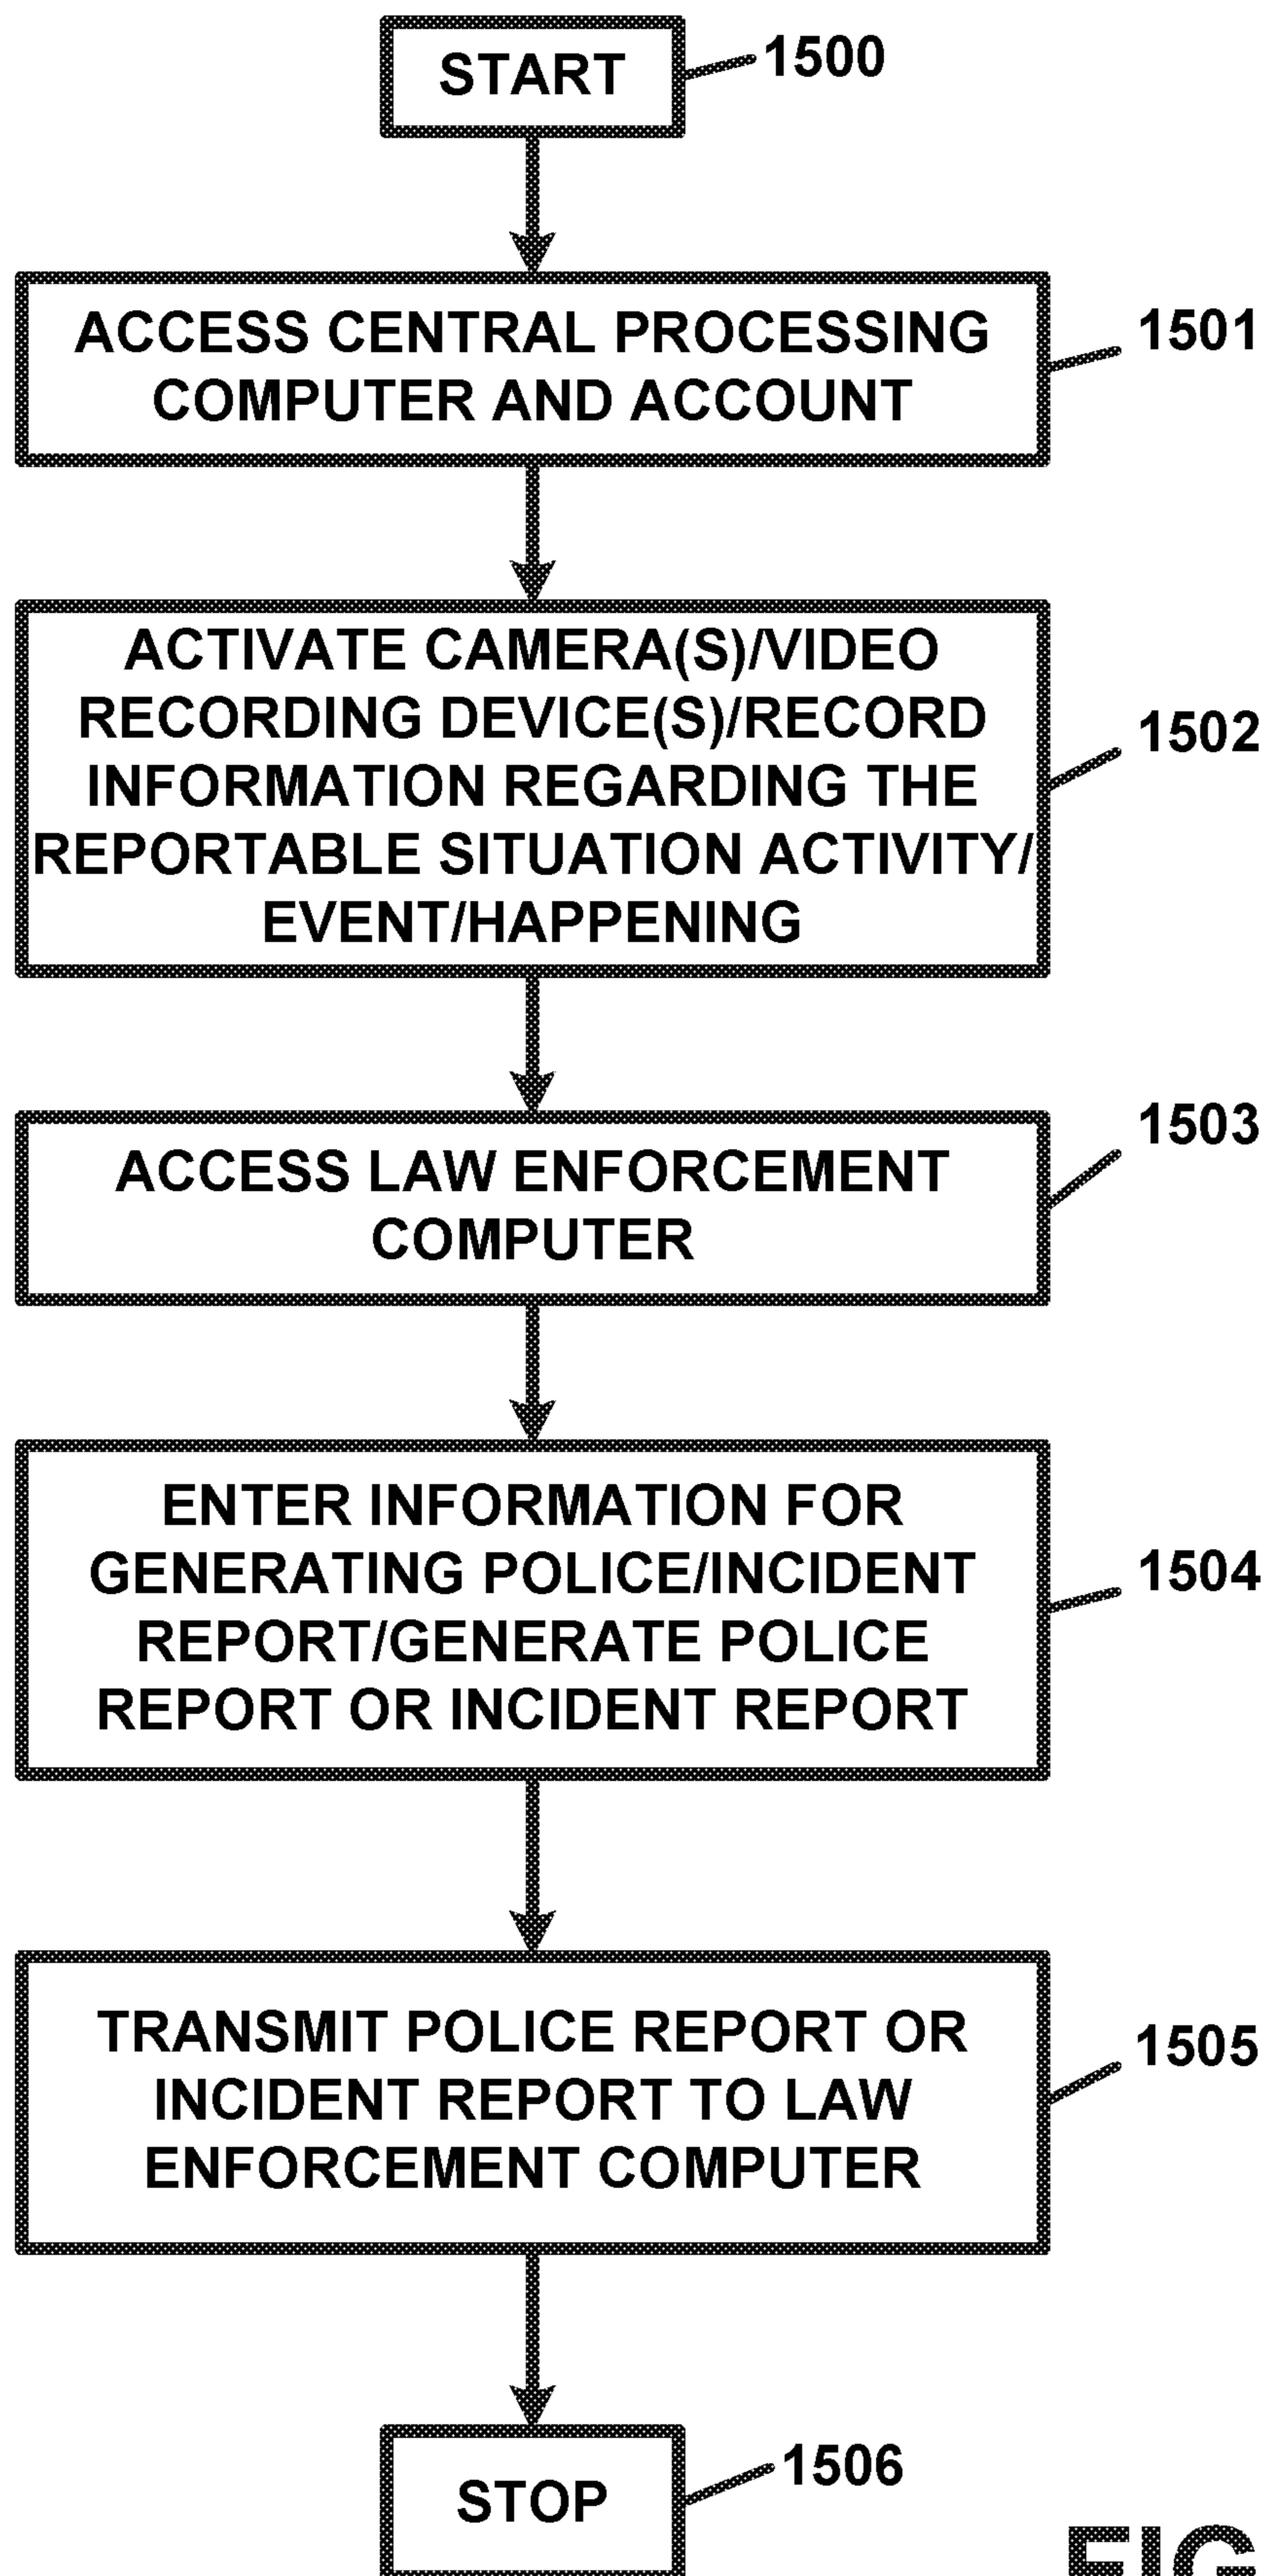 START
1500
ACCESS CENTRAL PROCESSING
COMPUTER AND ACCOUNT
1501
ACTIVATE CAMERA(S)/VIDEO
RECORDING DEVICE(S)/RECORD
INFORMATION REGARDING THE
REPORTABLE SITUATION ACTIVITY/
EVENT/HAPPENING
1502
ACCESS LAW ENFORCEMENT
COMPUTER
1503
ENTER INFORMATION FOR
GENERATING POLICE/INCIDENT
REPORT/GENERATE POLICE
REPORT OR INCIDENT REPORT
1504
TRANSMIT POLICE REPORT OR
INCIDENT REPORT TO LAW
ENFORCEMENT COMPUTER
1505
STOP
1506
FIG